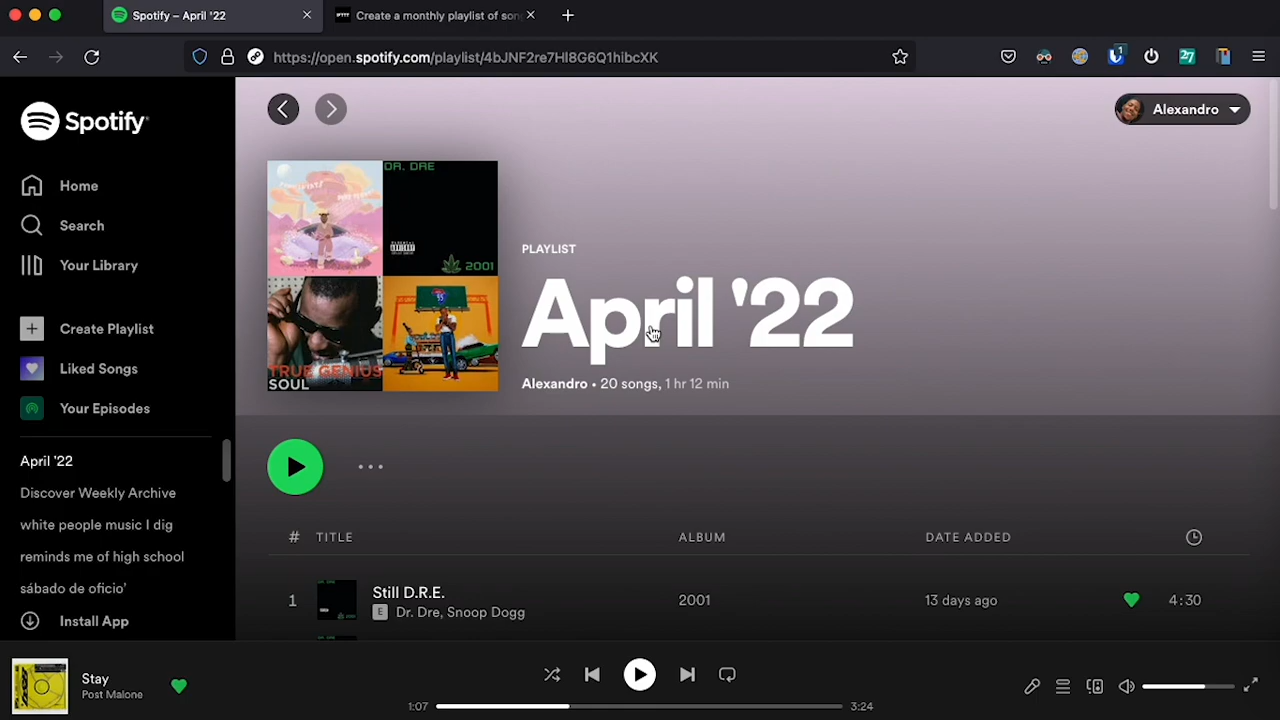 Spotify – April '22
IFTTT
Create a monthly playlist of son
https://open.spotify.com/playlist/4bJNF2re7Hl8G6Q1hibcXK
1
27
Spotify
Alexandro
Home
Search
Your Library
Create Playlist
Liked Songs
Your Episodes
April '22
Discover Weekly Archive
white people music I dig
reminds me of high school
sábado de oficio'
Install App
DR. DRE
2001
TRUE GENIUS
SOUL
PLAYLIST
April '22
Alexandro • 20 songs, 1 hr 12 min
# TITLE ALBUM DATE ADDED
1 Still D.R.E. 2001 13 days ago 4:30
E Dr. Dre, Snoop Dogg
Stay
Post Malone
1:07 3:24